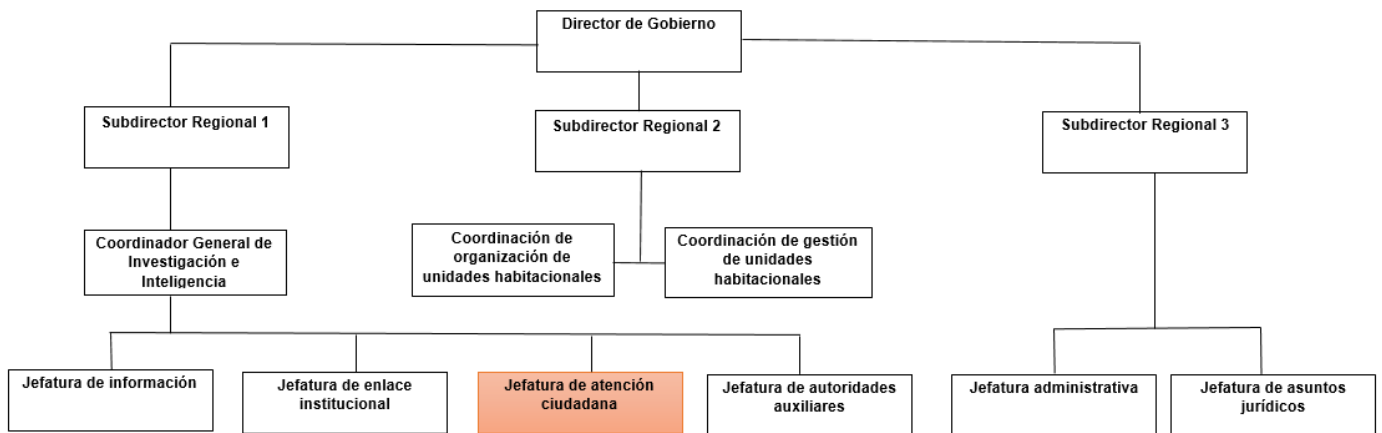 Director de Gobierno
Subdirector Regional 1
Subdirector Regional 2
Subdirector Regional 3
Coordinador General de
Investigación e
Inteligencia
Coordinación de
organización de
unidades habitacionales
Coordinación de gestión
de unidades
habitacionales
Jefatura de información
Jefatura de enlace
institucional
Jefatura de atención
ciudadana
Jefatura de autoridades
auxiliares
Jefatura administrativa
Jefatura de asuntos
jurídicos